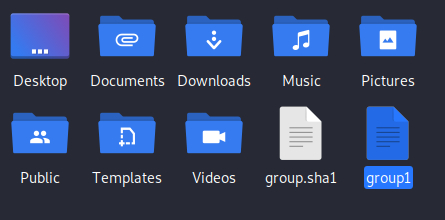 Desktop Documents Downloads Music Pictures
Public Templates Videos group.sha1 group1